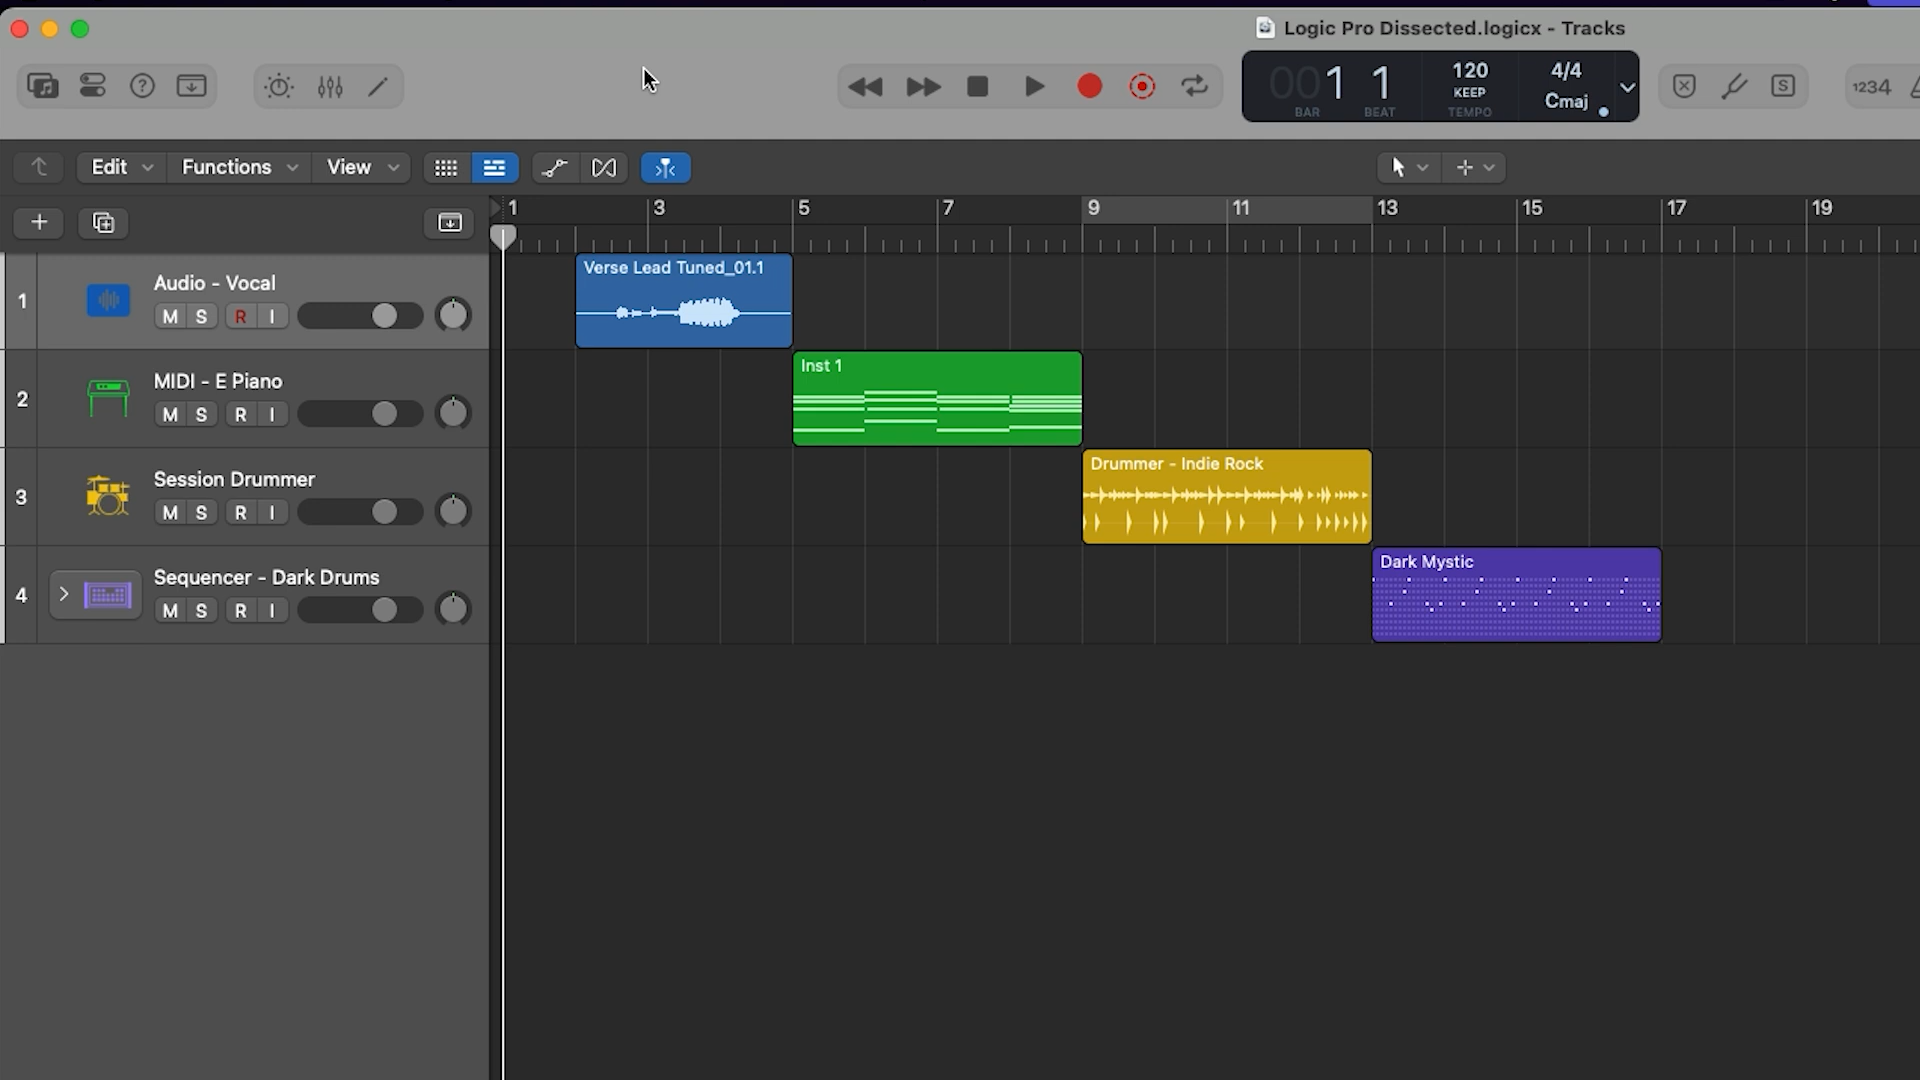 Logic Pro Dissected.logicx - Tracks
001 1
BAR BEAT
120
KEEP
TEMPO
4/4
Cmaj
S
1234
Edit Functions View
1 3 5 7 9 11 13 15 17 19
1
Audio - Vocal
M S R I
Verse Lead Tuned_01.1
2
MIDI - E Piano
M S R I
Inst 1
3
Session Drummer
M S R I
Drummer - Indie Rock
4
Sequencer - Dark Drums
M S R I
Dark Mystic